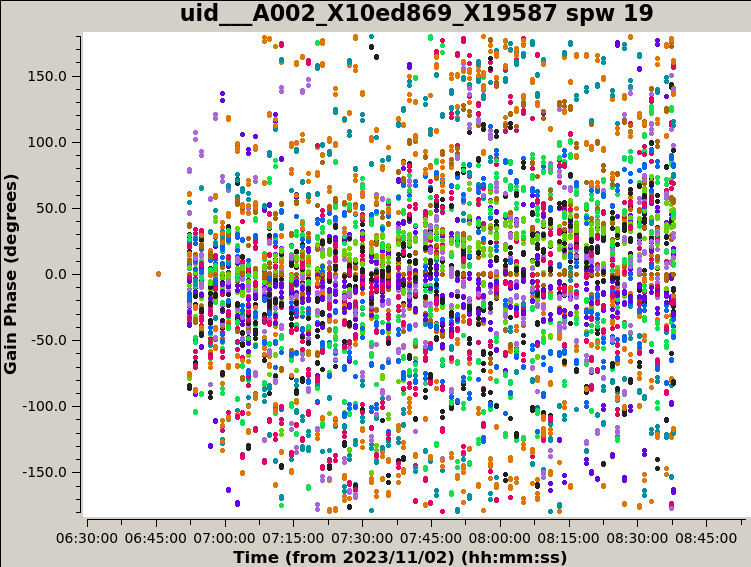 uid___A002_X10ed869_X19587 spw 19
150.0
100.0
50.0
0.0
-50.0
-100.0
-150.0
Gain Phase (degrees)
06:30:00 06:45:00 07:00:00 07:15:00 07:30:00 07:45:00 08:00:00 08:15:00 08:30:00 08:45:00
Time (from 2023/11/02) (hh:mm:ss)